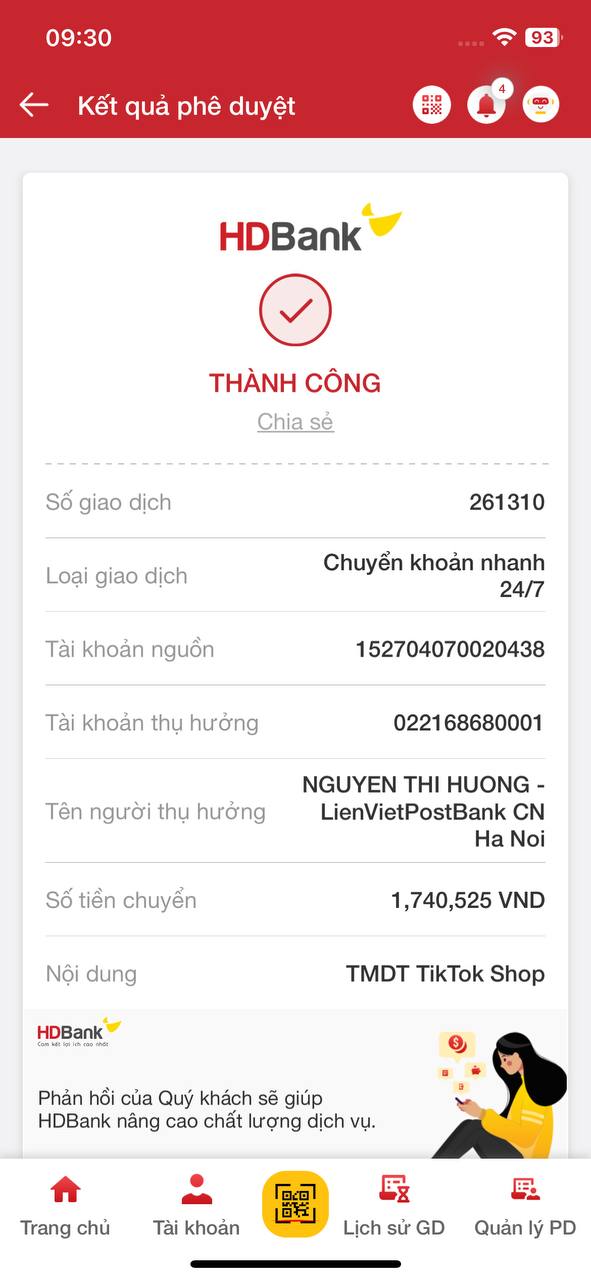 09:30
93
Kết quả phê duyệt
4
HDBank
THÀNH CÔNG
Chia sẻ
Số giao dịch
261310
Loại giao dịch
Chuyển khoản nhanh
24/7
Tài khoản nguồn
152704070020438
Tài khoản thụ hưởng
022168680001
Tên người thụ hưởng
NGUYEN THI HUONG -
LienVietPostBank CN
Ha Noi
Số tiền chuyển
1,740,525 VND
Nội dung
TMDT TikTok Shop
HDBank
Cam kết lợi ích cao nhất
$
Phản hồi của Quý khách sẽ giúp
HDBank nâng cao chất lượng dịch vụ.
Trang chủ
Tài khoản
Lịch sử GD
Quản lý PD